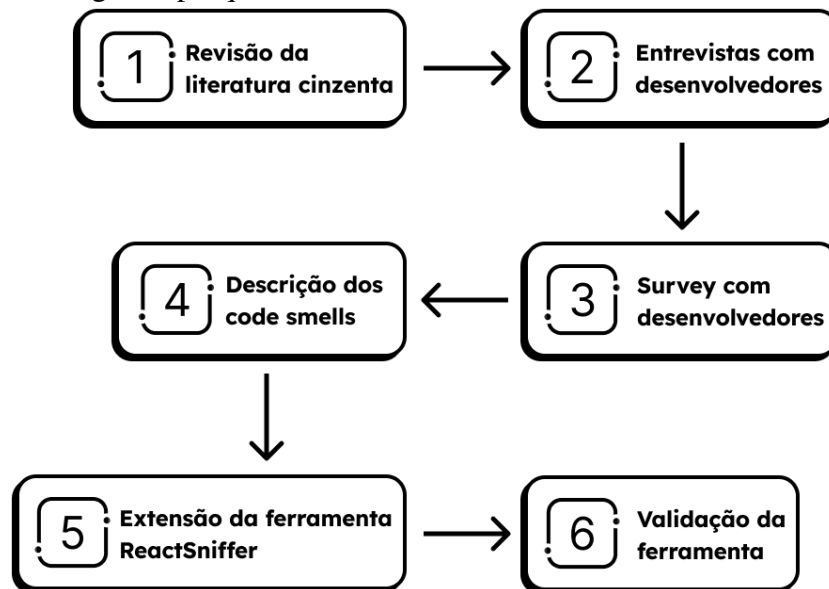 1
Revisão da
literatura cinzenta
2
Entrevistas com
desenvolvedores
3
Survey com
desenvolvedores
4
Descrição dos
code smells
5
Extensão da ferramenta
ReactSniffer
6
Validação da
ferramenta